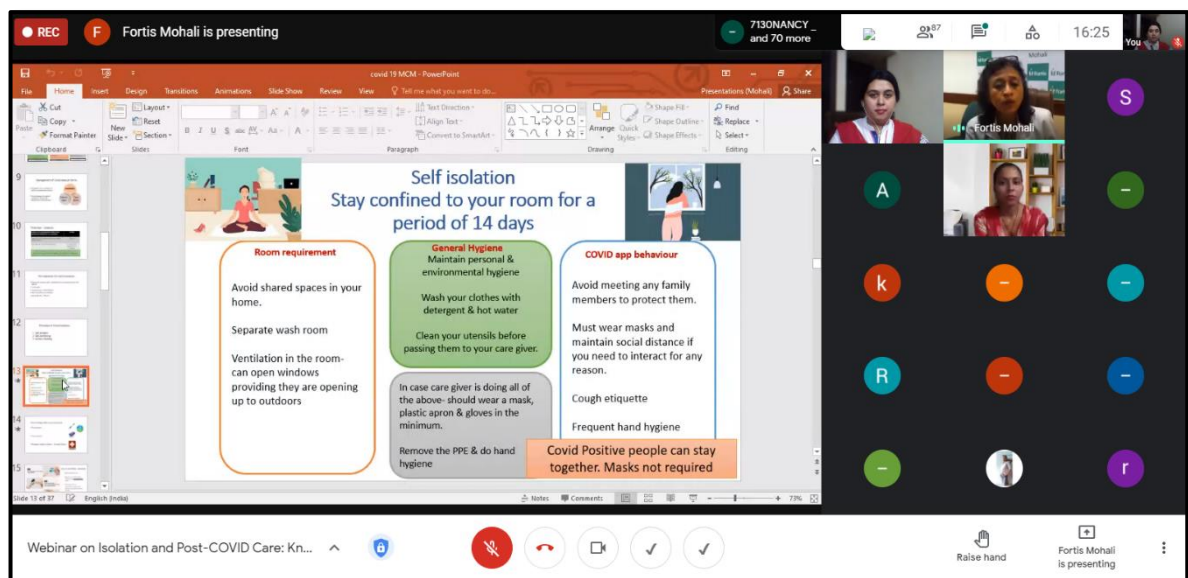 REC
F
Fortis Mohali is presenting
7130NANCY_
and 70 more
87
16:25
You
covid 19 MCM - PowerPoint
File
Home
Insert
Design
Transitions
Animations
Slide Show
Review
View
Tell me what you want to do...
Presentations (Mohali)
Share
Paste
Cut
Copy
Format Painter
Clipboard
New
Slide
Layout
Reset
Section
Slides
Font
Text Direction
Align Text
Convert to SmartArt
Paragraph
Arrange
Quick
Styles
Shape Fill
Shape Outline
Shape Effects
Drawing
Find
Replace
Select
Editing
9
10
11
12
13
14
15
Self isolation
Stay confined to your room for a
period of 14 days
Room requirement
Avoid shared spaces in your
home.
Separate wash room
Ventilation in the room-
can open windows
providing they are opening
up to outdoors
General Hygiene
Maintain personal &
environmental hygiene
Wash your clothes with
detergent & hot water
Clean your utensils before
passing them to your care giver.
In case care giver is doing all of
the above- should wear a mask,
plastic apron & gloves in the
minimum.
Remove the PPE & do hand
hygiene
COVID app behaviour
Avoid meeting any family
members to protect them.
Must wear masks and
maintain social distance if
you need to interact for any
reason.
Cough etiquette
Frequent hand hygiene
Covid Positive people can stay
together. Masks not required
Slide 13 of 37
English (India)
Notes
Comments
73%
Fortis Mohali
S
A
k
R
r
Webinar on Isolation and Post-COVID Care: Kn...
Raise hand
Fortis Mohali
is presenting